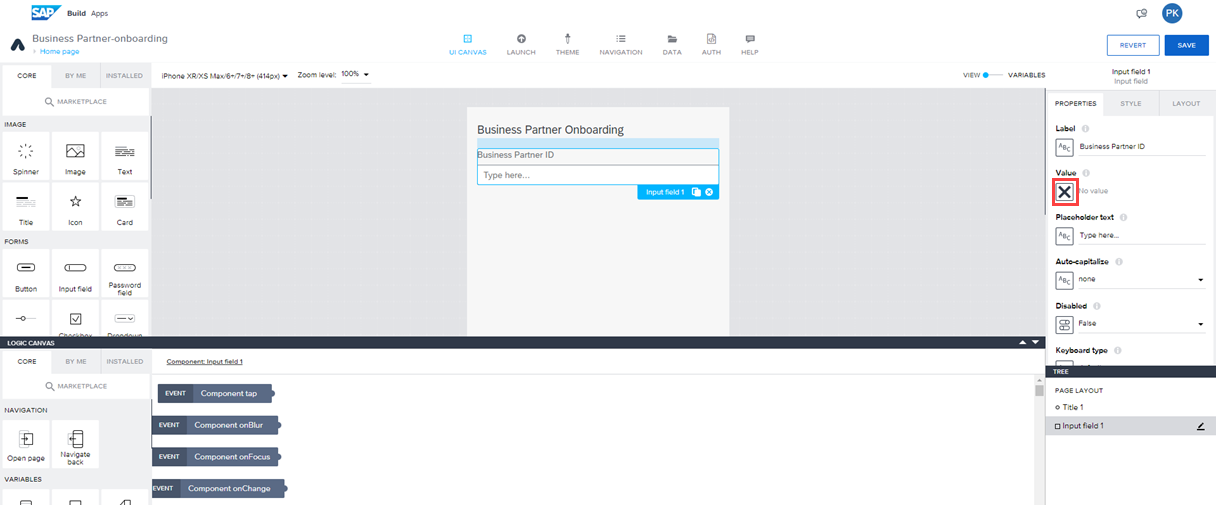 SAP Build Apps
PK
Business Partner-onboarding
Home page
UI CANVAS LAUNCH THEME NAVIGATION DATA AUTH HELP
REVERT SAVE
CORE BY ME INSTALLED
iPhone XR/XS Max/6+/7+/8+ (414px) Zoom level: 100%
VIEW VARIABLES
Input field 1
Input field
MARKETPLACE
PROPERTIES STYLE LAYOUT
IMAGE
Spinner Image Text
Title Icon Card
FORMS
Button Input field Password field
Checkbox Dropdown
Business Partner Onboarding
Business Partner ID
Type here...
Input field 1
Label
ABC Business Partner ID
Value
No value
Placeholder text
ABC Type here...
Auto-capitalize
ABC none
Disabled
False
Keyboard type
LOGIC CANVAS
CORE BY ME INSTALLED
Component: Input field 1
MARKETPLACE
NAVIGATION
Open page Navigate back
VARIABLES
EVENT Component tap
EVENT Component onBlur
EVENT Component onFocus
EVENT Component onChange
TREE
PAGE LAYOUT
Title 1
Input field 1